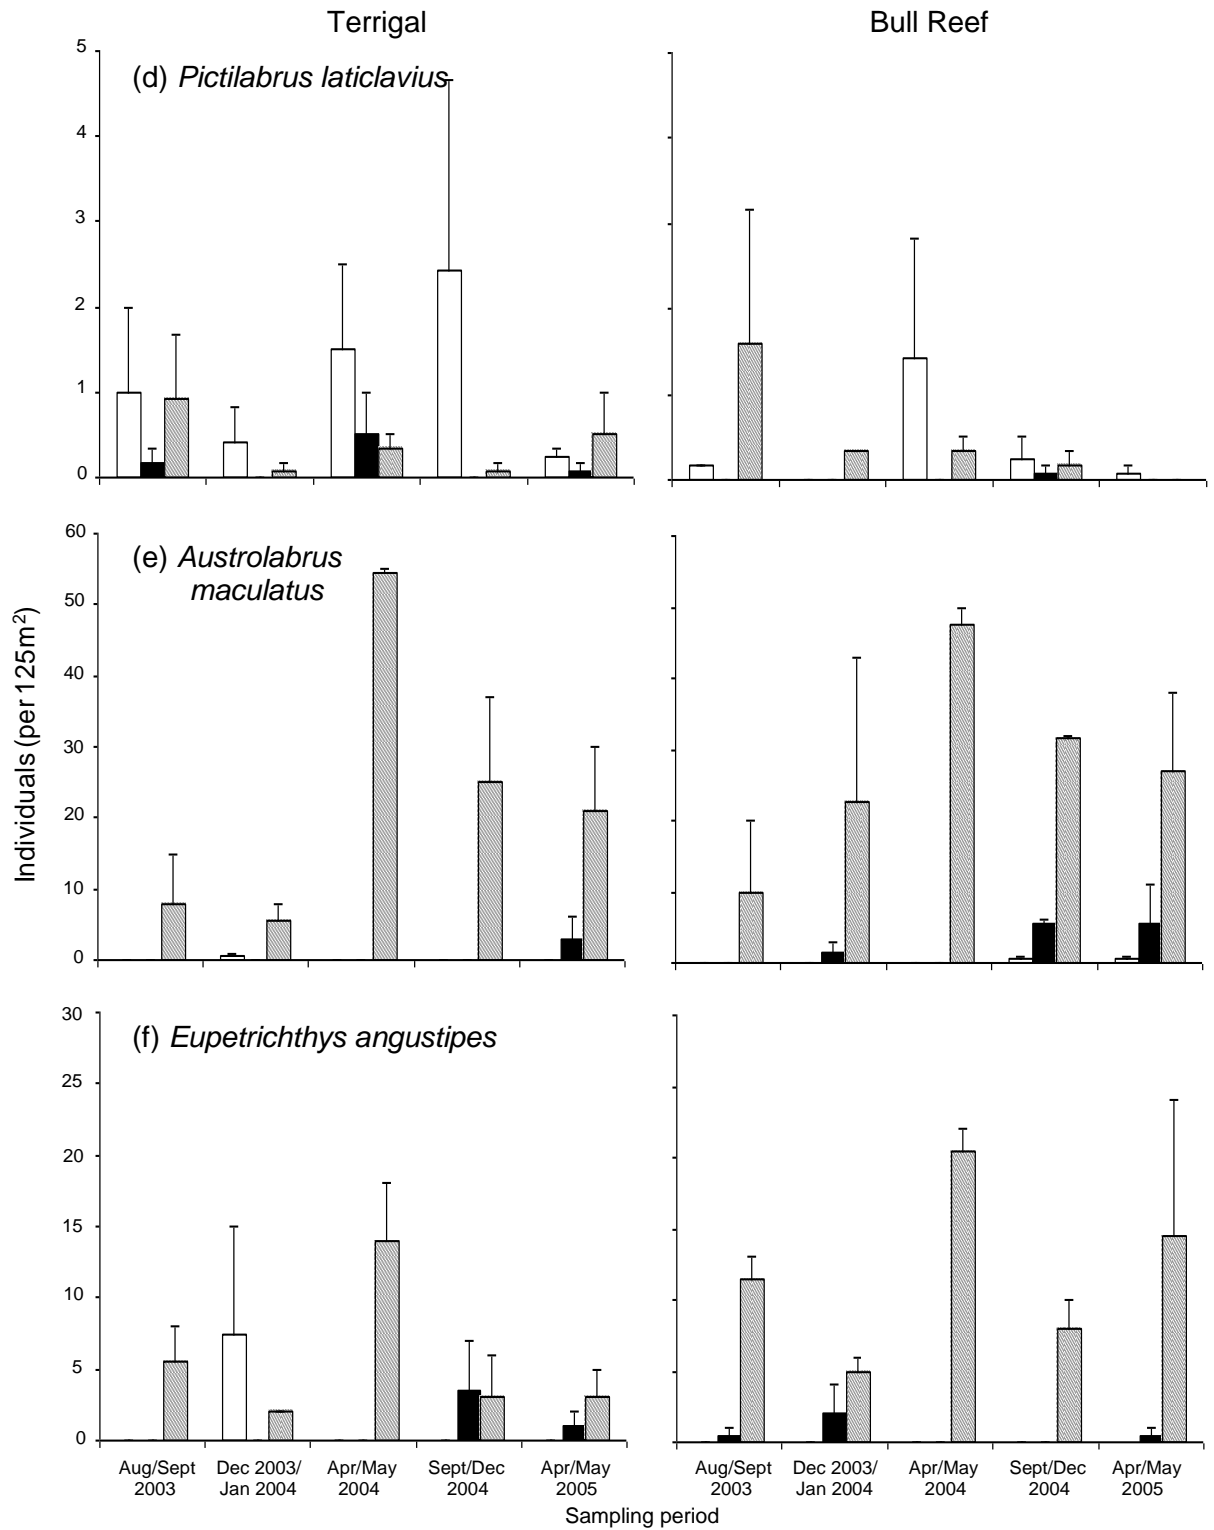 Terrigal
Bull Reef
(d) Pictilabrus laticlavius
5
4
3
2
1
0
(e) Austrolabrus
maculatus
60
50
40
30
20
10
0
Individuals (per 125m²)
(f) Eupetrichthys angustipes
30
25
20
15
10
5
0
Aug/Sept Dec 2003/ Apr/May Sept/Dec Apr/May
2003 Jan 2004 2004 2004 2005
Aug/Sept Dec 2003/ Apr/May Sept/Dec Apr/May
2003 Jan 2004 2004 2004 2005
Sampling period